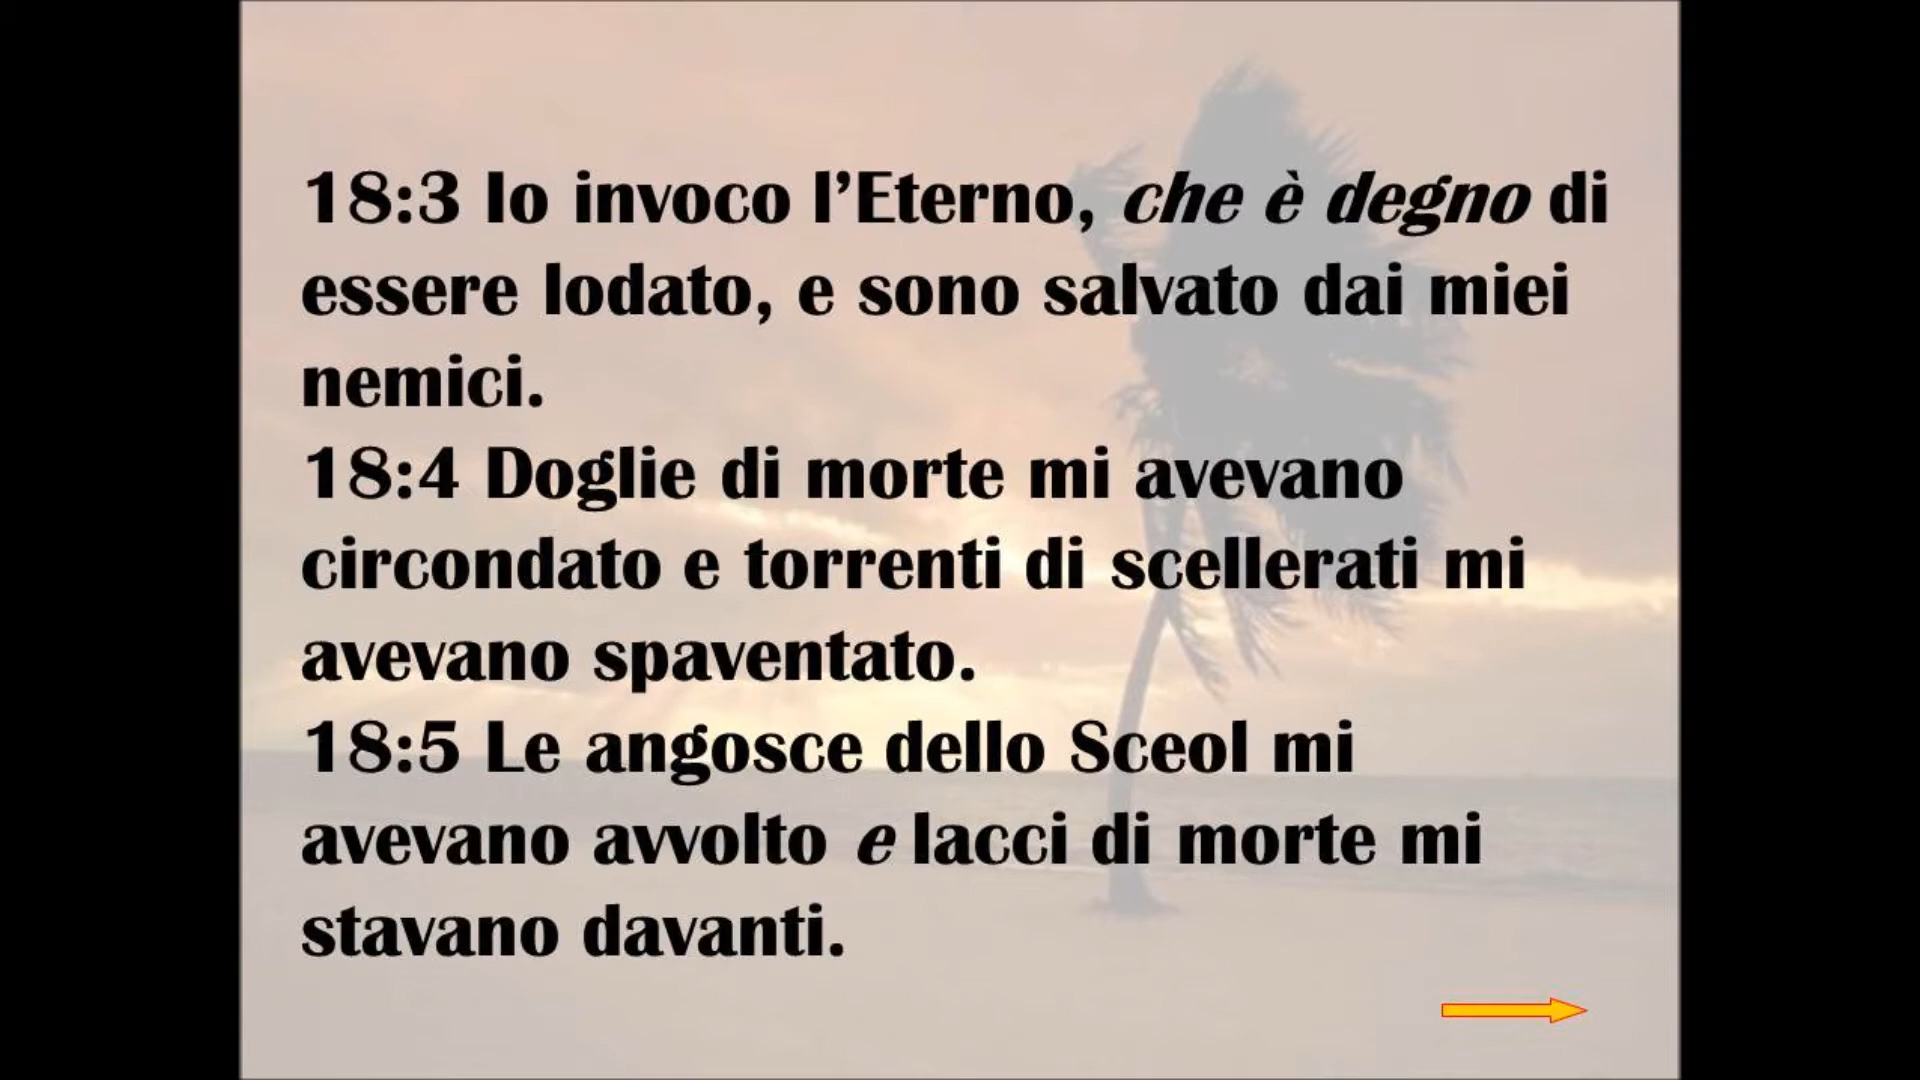 18:3 Io invoco l’Eterno, che è degno di
essere lodato, e sono salvato dai miei
nemici.
18:4 Doglie di morte mi avevano
circondato e torrenti di scellerati mi
avevano spaventato.
18:5 Le angosce dello Sceol mi
avevano avvolto e lacci di morte mi
stavano davanti.